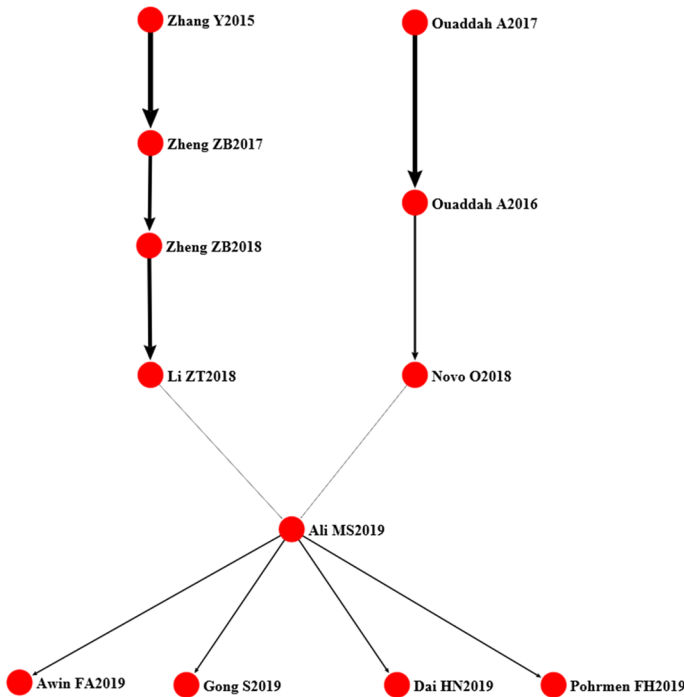 Zhang Y2015
Ouaddah A2017
Zheng ZB2017
Ouaddah A2016
Zheng ZB2018
Li ZT2018
Novo O2018
Ali MS2019
Awin FA2019
Gong S2019
Dai HN2019
Pohrmen FH2019